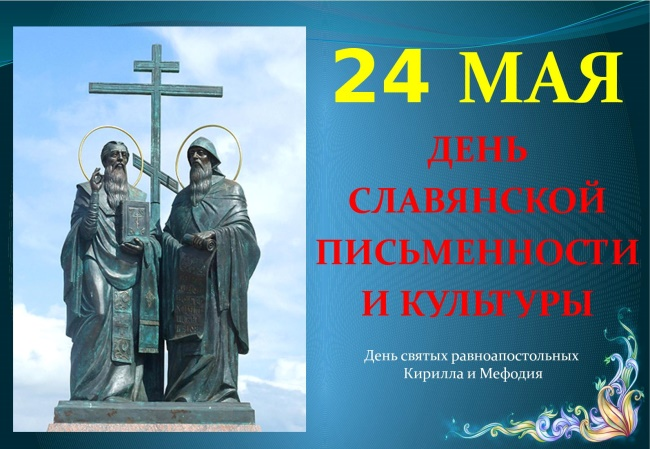 24 МАЯ
ДЕНЬ
СЛАВЯНСКОЙ
ПИСЬМЕННОСТИ
И КУЛЬТУРЫ
День святых равноапостольных
Кирилла и Мефодия